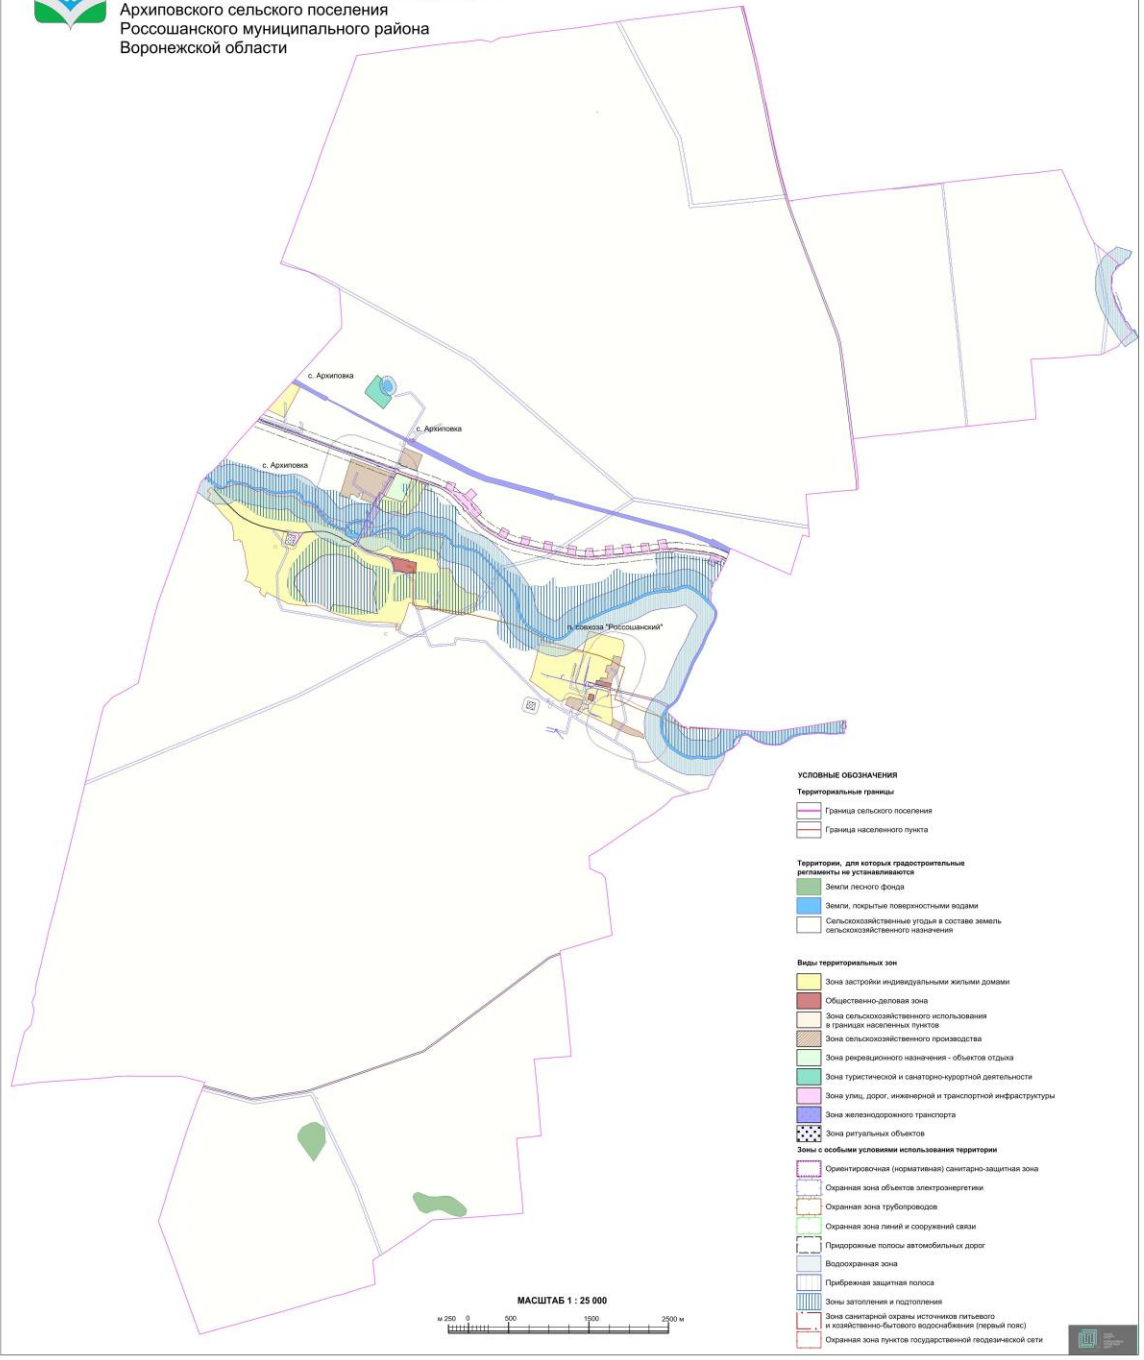 Архиповского сельского поселения
Россошанского муниципального района
Воронежской области
с. Архиповка
с. Архиповка
с. Архиповка
п. совхоза "Россошанский"
УСЛОВНЫЕ ОБОЗНАЧЕНИЯ
Территориальные границы
Граница сельского поселения
Граница населенного пункта
Территории, для которых градостроительные
регламенты не устанавливаются
Земли лесного фонда
Земли, покрытые поверхностными водами
Сельскохозяйственные угодья в составе земель
сельскохозяйственного назначения
Виды территориальных зон
Зона застройки индивидуальными жилыми домами
Общественно-деловая зона
Зона сельскохозяйственного использования
в границах населенных пунктов
Зона сельскохозяйственного производства
Зона рекреационного назначения - объектов отдыха
Зона туристической и санаторно-курортной деятельности
Зона улиц, дорог, инженерной и транспортной инфраструктуры
Зона железнодорожного транспорта
Зона ритуальных объектов
Зоны с особыми условиями использования территории
Ориентировочная (нормативная) санитарно-защитная зона
Охранная зона объектов электроэнергетики
Охранная зона трубопроводов
Охранная зона линий и сооружений связи
Придорожные полосы автомобильных дорог
Водоохранная зона
Прибрежная защитная полоса
Зоны затопления и подтопления
Зона санитарной охраны источников питьевого
и хозяйственно-бытового водоснабжения (первый пояс)
Охранная зона пунктов государственной геодезической сети
МАСШТАБ 1 : 25 000
м 250 0 500 1500 2500 м